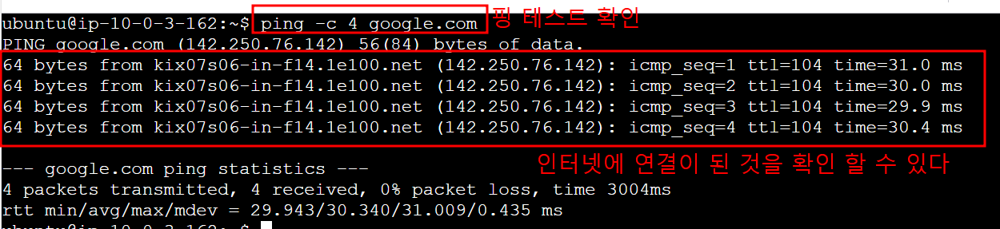 ubuntu@ip-10-0-3-162:~$ ping -c 4 google.com 핑 테스트 확인
PING google.com (142.250.76.142) 56(84) bytes of data.
64 bytes from kix07s06-in-f14.1e100.net (142.250.76.142): icmp_seq=1 ttl=104 time=31.0 ms
64 bytes from kix07s06-in-f14.1e100.net (142.250.76.142): icmp_seq=2 ttl=104 time=30.0 ms
64 bytes from kix07s06-in-f14.1e100.net (142.250.76.142): icmp_seq=3 ttl=104 time=29.9 ms
64 bytes from kix07s06-in-f14.1e100.net (142.250.76.142): icmp_seq=4 ttl=104 time=30.4 ms
인터넷에 연결이 된 것을 확인 할 수 있다
--- google.com ping statistics ---
4 packets transmitted, 4 received, 0% packet loss, time 3004ms
rtt min/avg/max/mdev = 29.943/30.340/31.009/0.435 ms
ubuntu@ip-10-0-3-162:~$